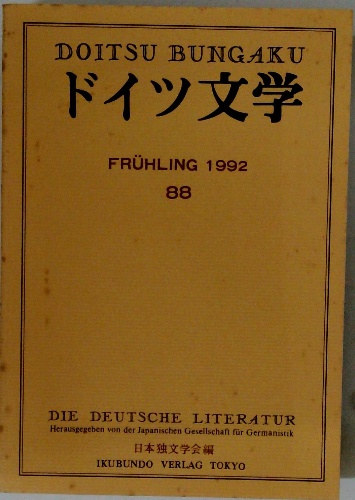 DOITSU BUNGAKU
ドイツ文学
FRÜHLING 1992
88
DIE DEUTSCHE LITERATUR
Herausgegeben von der Japanischen Gesellschaft für Germanistik
日本独文学会編
IKUBUNDO VERLAG TOKYO